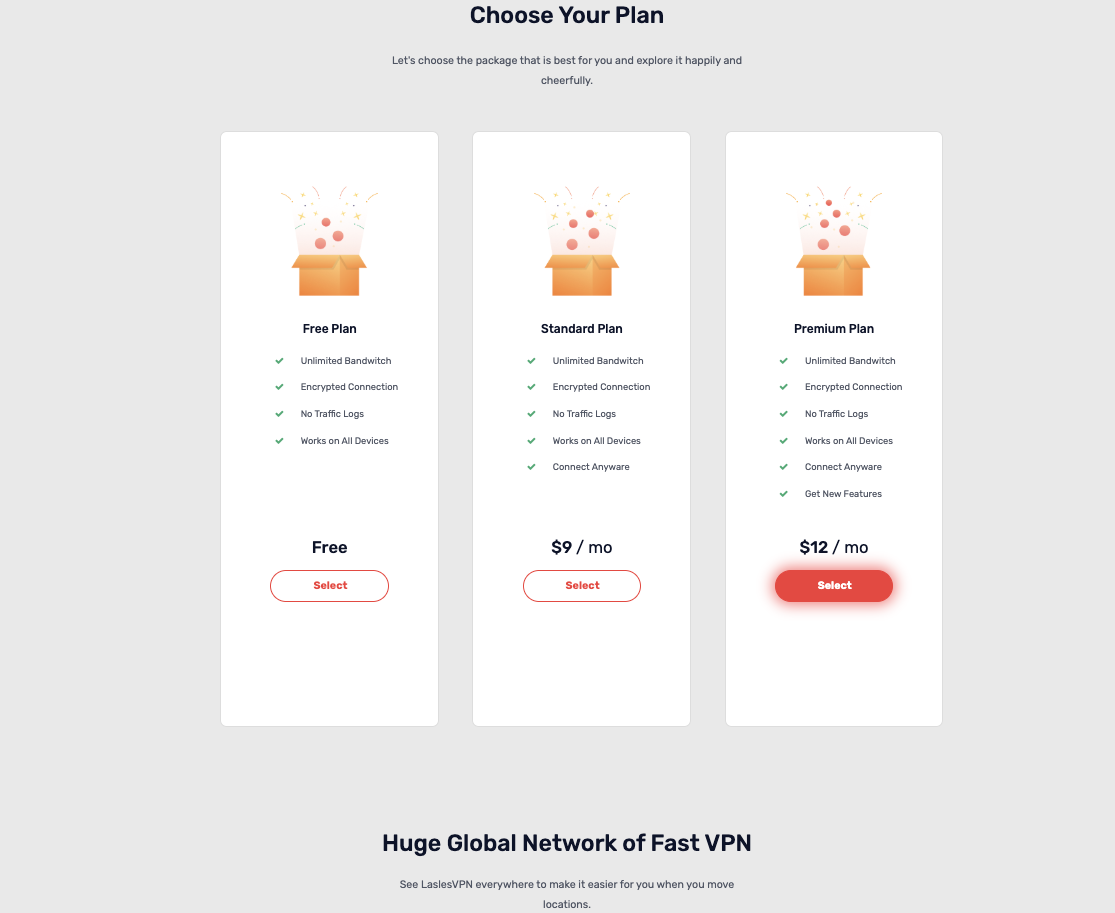 Choose Your Plan
Let's choose the package that is best for you and explore it happily and
cheerfully.
Free Plan
Unlimited Bandwitch
Encrypted Connection
No Traffic Logs
Works on All Devices
Free
Select
Standard Plan
Unlimited Bandwitch
Encrypted Connection
No Traffic Logs
Works on All Devices
Connect Anyware
$9 / mo
Select
Premium Plan
Unlimited Bandwitch
Encrypted Connection
No Traffic Logs
Works on All Devices
Connect Anyware
Get New Features
$12 / mo
Select
Huge Global Network of Fast VPN
See LaslesVPN everywhere to make it easier for you when you move
locations.